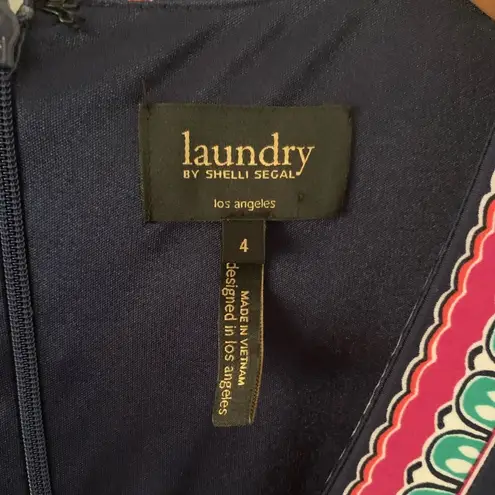 laundry
BY SHELLI SEGAL
los angeles
4
MADE IN VIETNAM
designed in los angeles